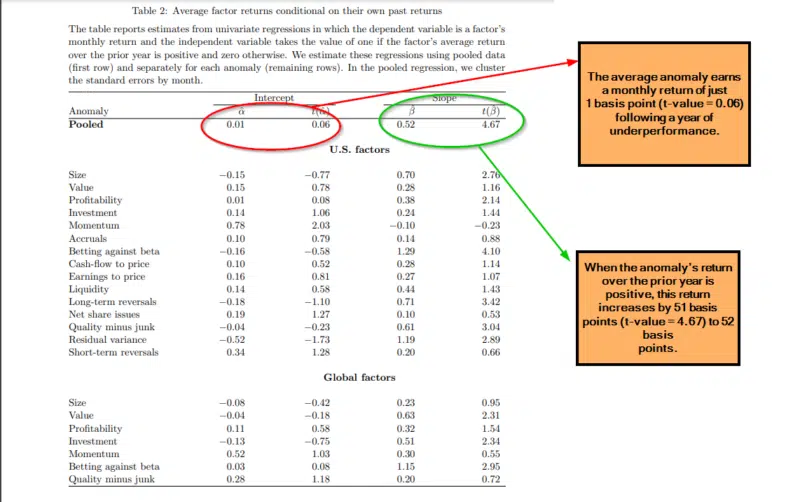 Table 2: Average factor returns conditional on their own past returns
The table reports estimates from univariate regressions in which the dependent variable is a factor's
monthly return and the independent variable takes the value of one if the factor's average return
over the prior year is positive and zero otherwise. We estimate these regressions using pooled data
(first row) and separately for each anomaly (remaining rows). In the pooled regression, we cluster
the standard errors by month.
Intercept Slope
Anomaly α̂ t(α̂) β̂ t(β̂)
Pooled 0.01 0.06 0.52 4.67
U.S. factors
Size −0.15 −0.77 0.70 2.76
Value 0.15 0.78 0.28 1.16
Profitability 0.01 0.08 0.38 2.14
Investment 0.14 1.06 0.24 1.44
Momentum 0.78 2.03 −0.10 −0.23
Accruals 0.10 0.79 0.14 0.88
Betting against beta −0.16 −0.58 1.29 4.10
Cash-flow to price 0.10 0.52 0.28 1.14
Earnings to price 0.16 0.81 0.27 1.07
Liquidity 0.14 0.58 0.44 1.43
Long-term reversals −0.18 −1.10 0.71 3.42
Net share issues 0.19 1.27 0.10 0.53
Quality minus junk −0.04 −0.23 0.61 3.04
Residual variance −0.52 −1.73 1.19 2.89
Short-term reversals 0.34 1.28 0.20 0.66
Global factors
Size −0.08 −0.42 0.23 0.95
Value −0.04 −0.18 0.63 2.31
Profitability 0.11 0.58 0.32 1.54
Investment −0.13 −0.75 0.51 2.34
Momentum 0.52 1.03 0.30 0.55
Betting against beta 0.03 0.08 1.15 2.95
Quality minus junk 0.28 1.18 0.20 0.72
The average anomaly earns
a monthly return of just
1 basis point (t-value = 0.06)
following a year of
underperformance.
When the anomaly's return
over the prior year is
positive, this return
increases by 51 basis
points (t-value = 4.67) to 52
basis
points.